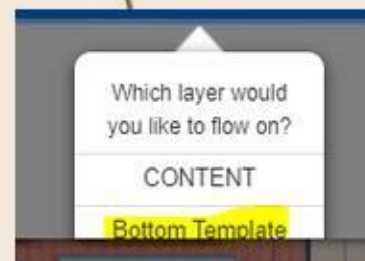 Which layer would
you like to flow on?
CONTENT
Bottom Template